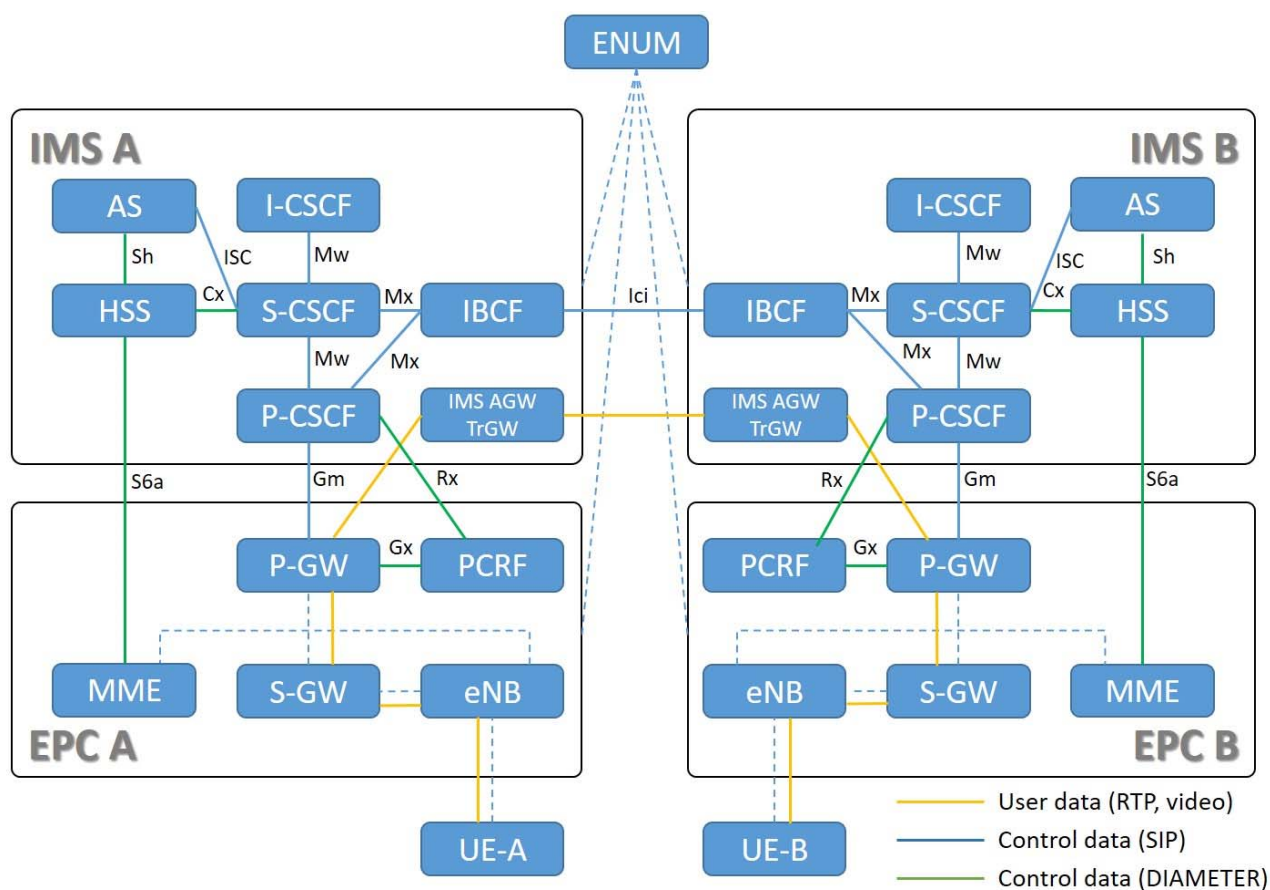 ENUM
IMS A
IMS B
AS
I-CSCF
I-CSCF
AS
Sh
ISC
Mw
Mw
ISC
Sh
Cx
Cx
HSS
S-CSCF
Mx
IBCF
Ici
IBCF
Mx
S-CSCF
HSS
Mw
Mx
Mx
Mw
P-CSCF
IMS AGW
TrGW
IMS AGW
TrGW
P-CSCF
S6a
Gm
Rx
Rx
Gm
S6a
P-GW
Gx
PCRF
PCRF
Gx
P-GW
MME
S-GW
eNB
eNB
S-GW
MME
EPC A
EPC B
UE-A
UE-B
User data (RTP, video)
Control data (SIP)
Control data (DIAMETER)